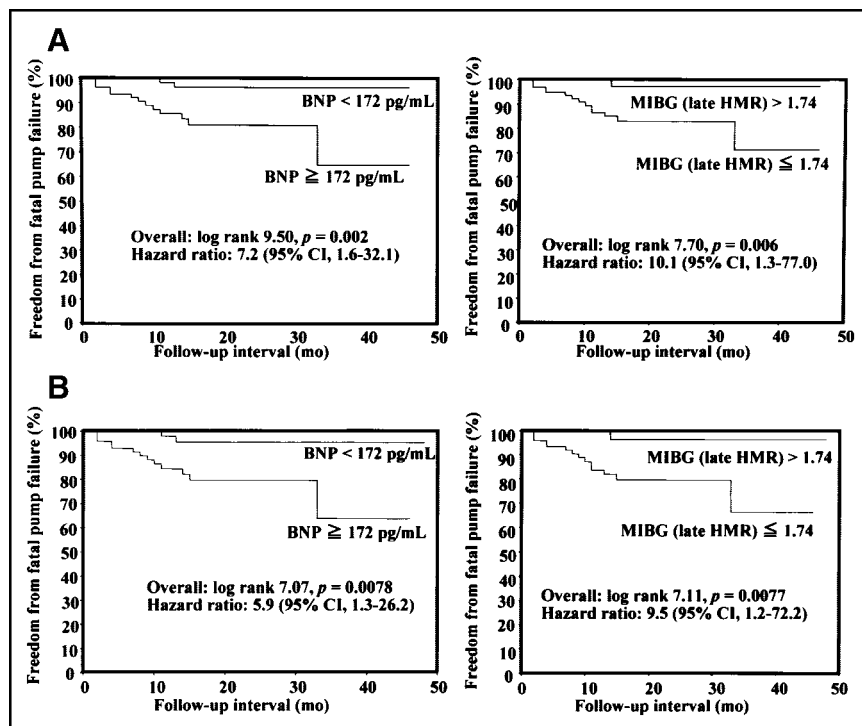 A
Freedom from fatal pump failure (%)
100
90
80
70
60
50
40
30
20
10
0
BNP < 172 pg/mL
BNP ≧ 172 pg/mL
Overall: log rank 9.50, p = 0.002
Hazard ratio: 7.2 (95% CI, 1.6-32.1)
0 10 20 30 40 50
Follow-up interval (mo)
Freedom from fatal pump failure (%)
100
90
80
70
60
50
40
30
20
10
0
MIBG (late HMR) > 1.74
MIBG (late HMR) ≦ 1.74
Overall: log rank 7.70, p = 0.006
Hazard ratio: 10.1 (95% CI, 1.3-77.0)
0 10 20 30 40 50
Follow-up interval (mo)
B
Freedom from fatal pump failure (%)
100
90
80
70
60
50
40
30
20
10
0
BNP < 172 pg/mL
BNP ≧ 172 pg/mL
Overall: log rank 7.07, p = 0.0078
Hazard ratio: 5.9 (95% CI, 1.3-26.2)
0 10 20 30 40 50
Follow-up interval (mo)
Freedom from fatal pump failure (%)
100
90
80
70
60
50
40
30
20
10
0
MIBG (late HMR) > 1.74
MIBG (late HMR) ≦ 1.74
Overall: log rank 7.11, p = 0.0077
Hazard ratio: 9.5 (95% CI, 1.2-72.2)
0 10 20 30 40 50
Follow-up interval (mo)